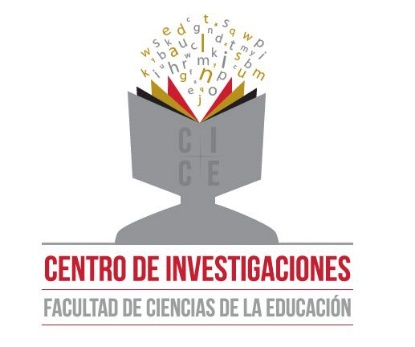 C I
C E
CENTRO DE INVESTIGACIONES
FACULTAD DE CIENCIAS DE LA EDUCACIÓN